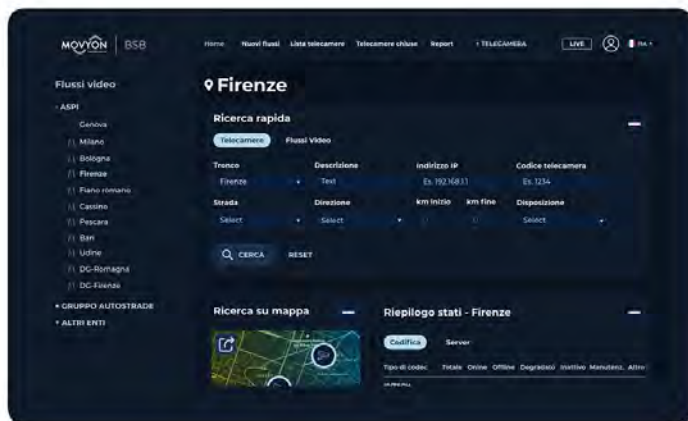 MOVYON BSB
Home Nuovi flussi Lista telecamere Telecamere chiuse Report + TELECAMERA LIVE ITA
Flussi video
- ASPI
Genova
Milano
Bologna
Firenze
Fiano romano
Cassino
Pescara
Bari
Udine
DG-Romagna
DG-Firenze
+ GRUPPO AUTOSTRADE
+ ALTRI ENTI
Firenze
Ricerca rapida
Telecamere Flussi Video
Tronco Descrizione Indirizzo IP Codice telecamera
Firenze Text Es. 192.168.1.1 Es. 1234
Strada Direzione km inizio km fine Disposizione
Select Select 0 0 Select
CERCA RESET
Ricerca su mappa
Riepilogo stati - Firenze
Codifica Server
Tipo di codec Totale Online Offline Degradato Inattivo Manutenz. Altro